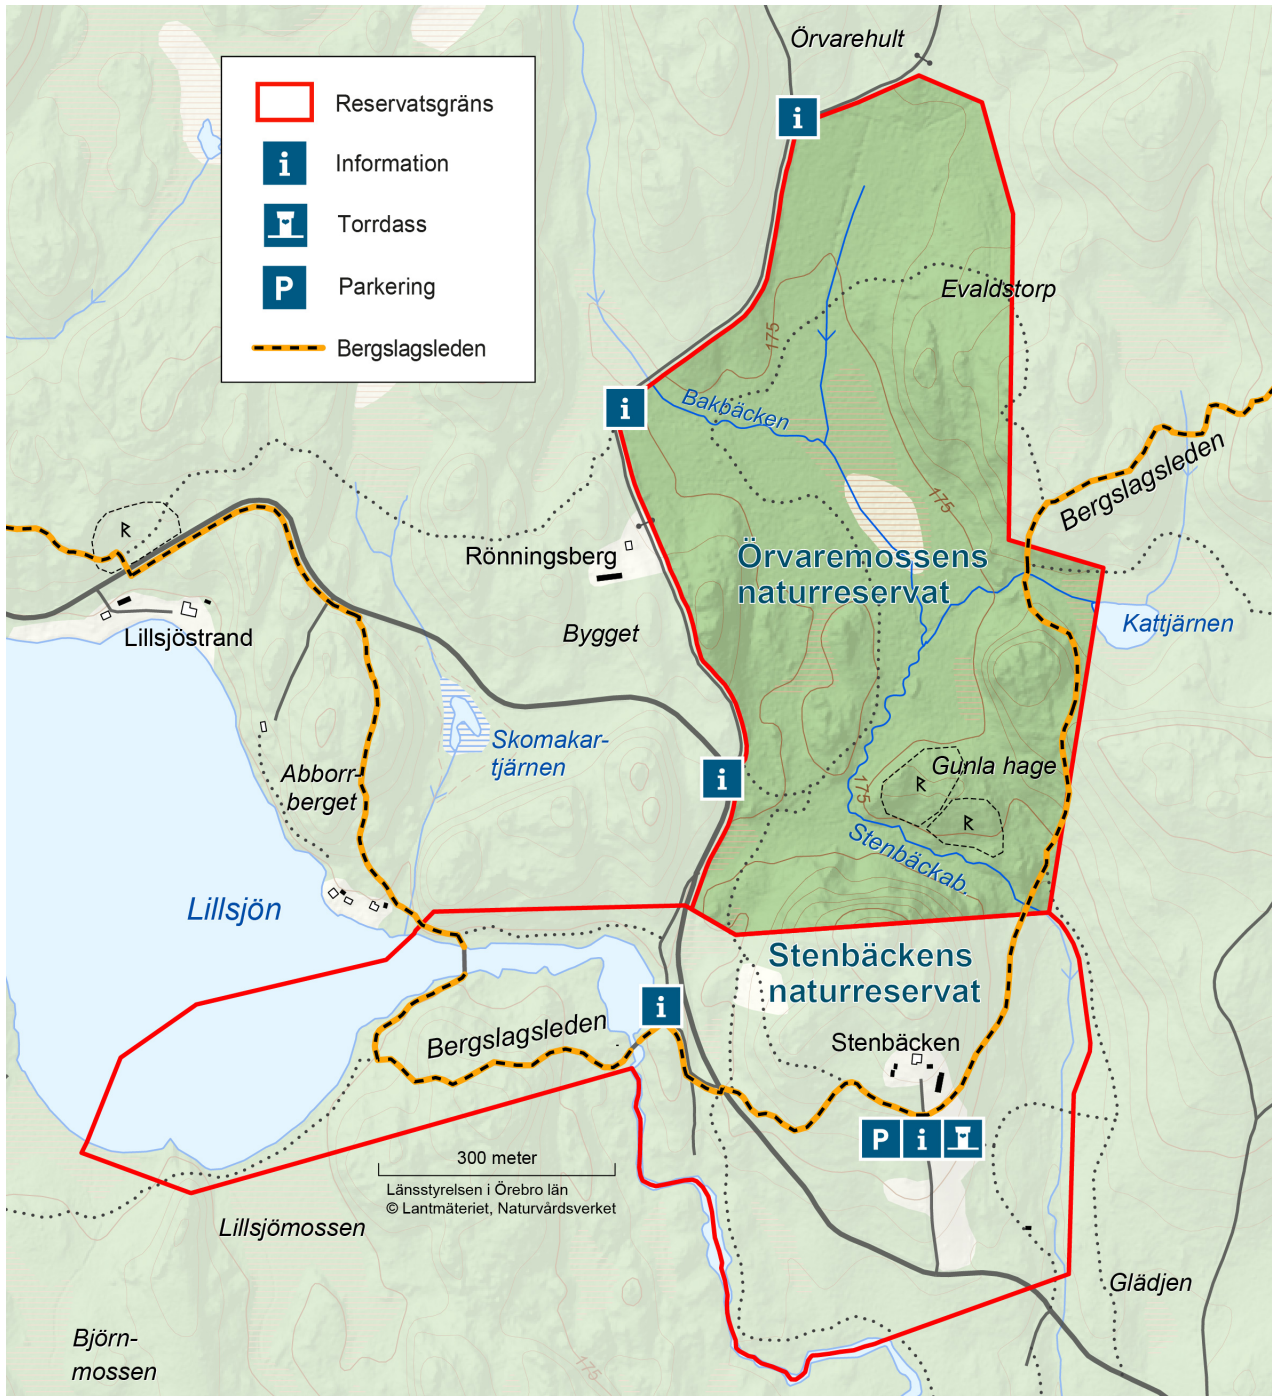 Örvarehult
i
Reservatsgräns
i Information
Torrdass
P Parkering
Bergslagsleden
Evaldstorp
175
i
Bakbäcken
Bergslagsleden
175
R
Rönningsberg
Örvaremossens
naturreservat
Lillsjöstrand
Bygget
Kattjärnen
Skomakar-
tjärnen
Abborr-
berget
i
Gunla hage
R
175
R
Stenbäckab.
Lillsjön
Stenbäckens
naturreservat
i
Bergslagsleden
Stenbäcken
P i
300 meter
Länsstyrelsen i Örebro län
© Lantmäteriet, Naturvårdsverket
Lillsjömossen
Glädjen
Björn-
mossen
175